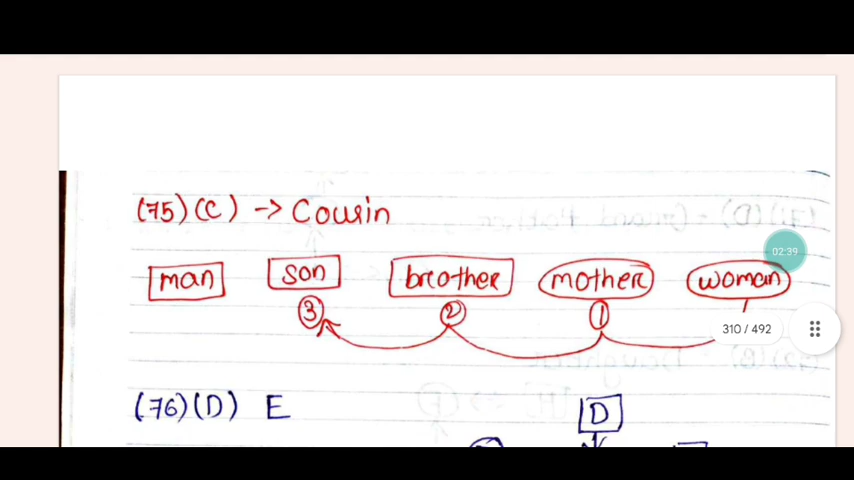 (75)(C) → Cousin
02:39
man son brother mother woman
③ ② ①
310 / 492
(76)(D) E
D